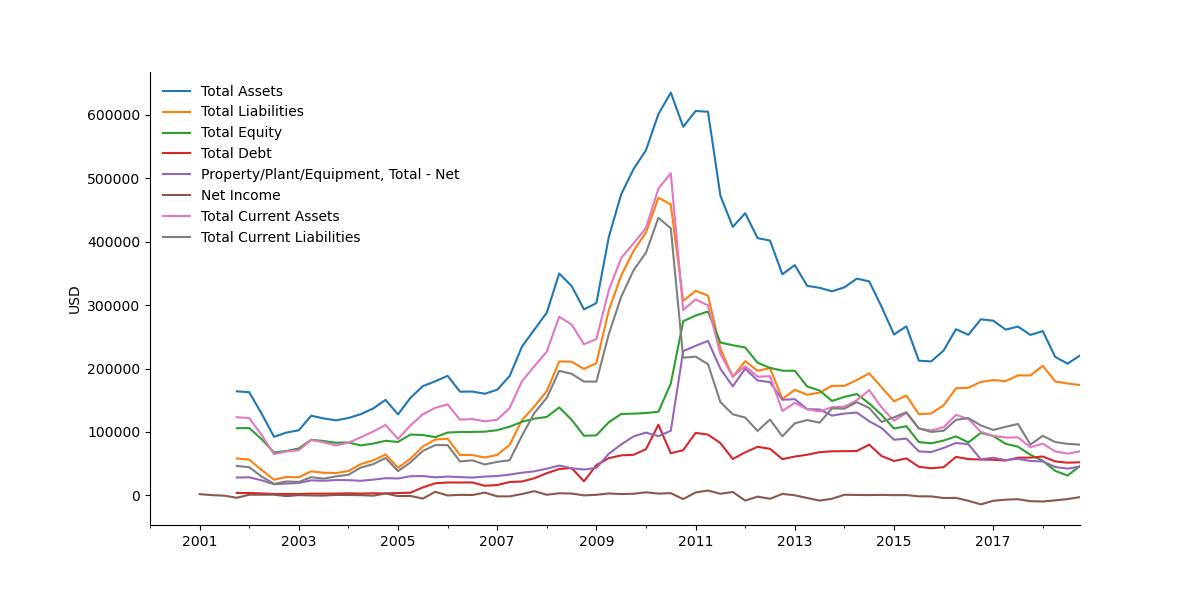 Total Assets
Total Liabilities
Total Equity
Total Debt
Property/Plant/Equipment, Total - Net
Net Income
Total Current Assets
Total Current Liabilities
600000
500000
400000
300000
200000
100000
0
USD
2001 2003 2005 2007 2009 2011 2013 2015 2017